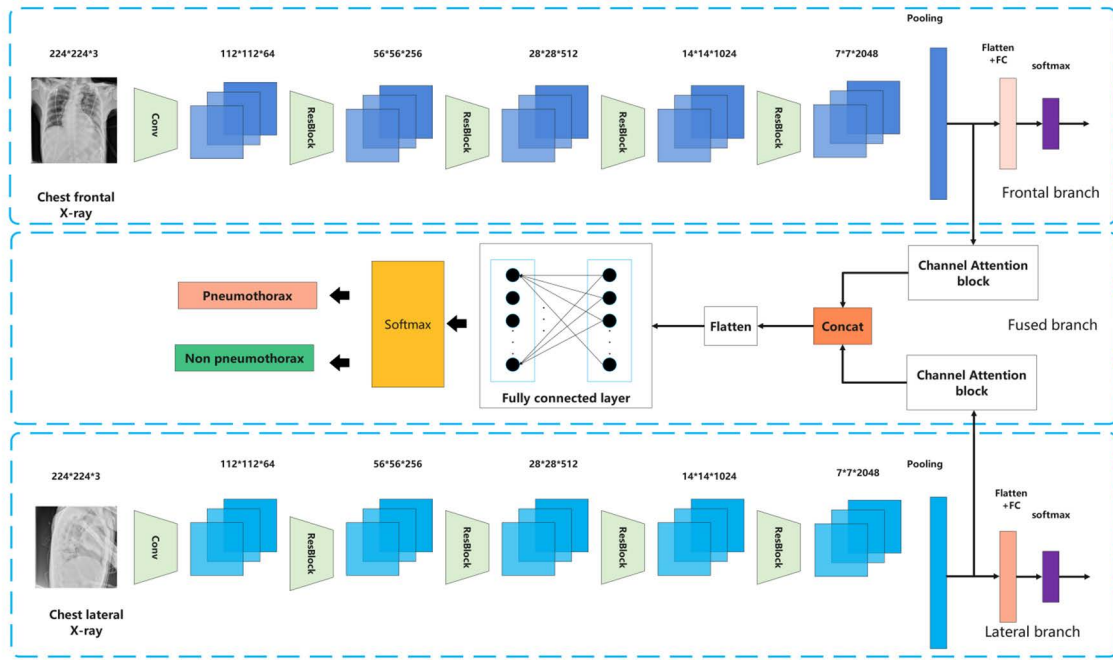 Pooling
224*224*3
112*112*64
56*56*256
28*28*512
14*14*1024
7*7*2048
Flatten
+FC
softmax
Conv
ResBlock
ResBlock
ResBlock
ResBlock
Chest frontal
X-ray
Frontal branch
Channel Attention
block
Pneumothorax
Softmax
Flatten
Concat
Fused branch
Non pneumothorax
Channel Attention
block
Fully connected layer
224*224*3
112*112*64
56*56*256
28*28*512
14*14*1024
7*7*2048
Pooling
Flatten
+FC
softmax
Conv
ResBlock
ResBlock
ResBlock
ResBlock
Chest lateral
X-ray
Lateral branch